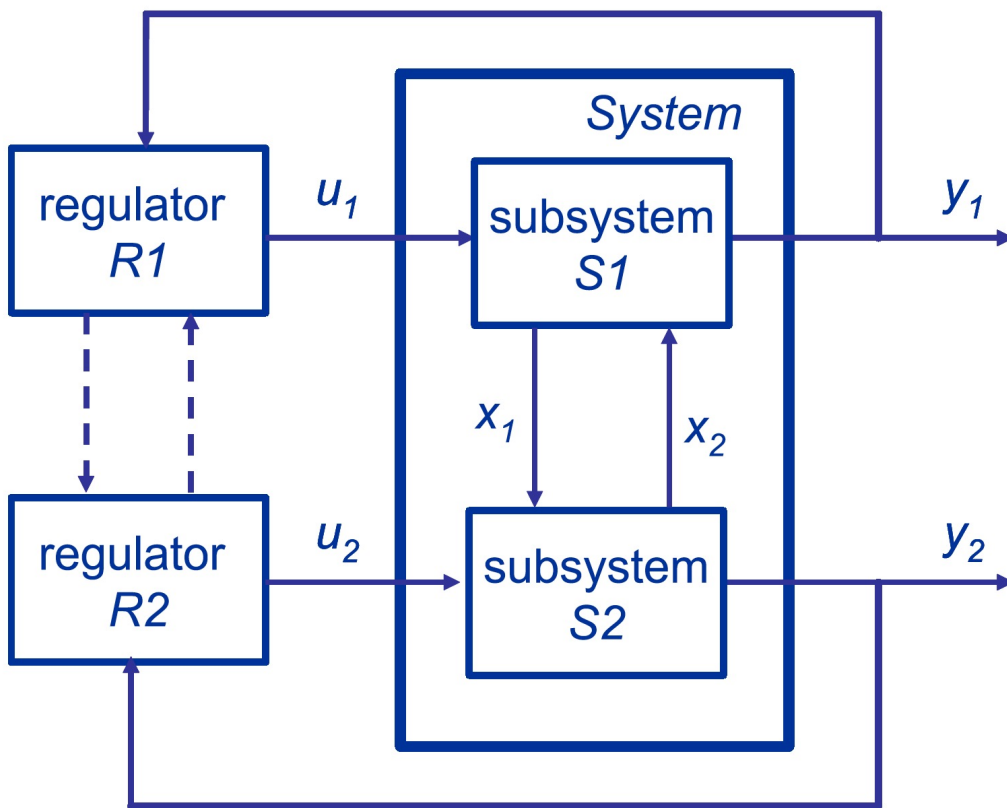 System
regulator
R1
u1
subsystem
S1
y1
x1
x2
regulator
R2
u2
subsystem
S2
y2